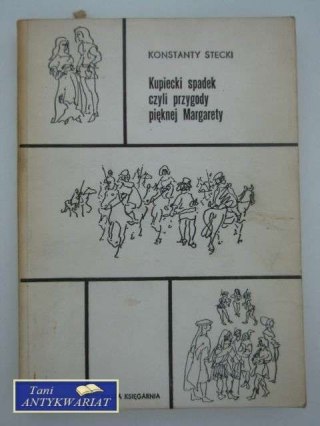 KONSTANTY STECKI
Kupiecki spadek
czyli przygody
pięknej Margarety
KSIĘGARNIA
Tani
ANTYKWARIAT